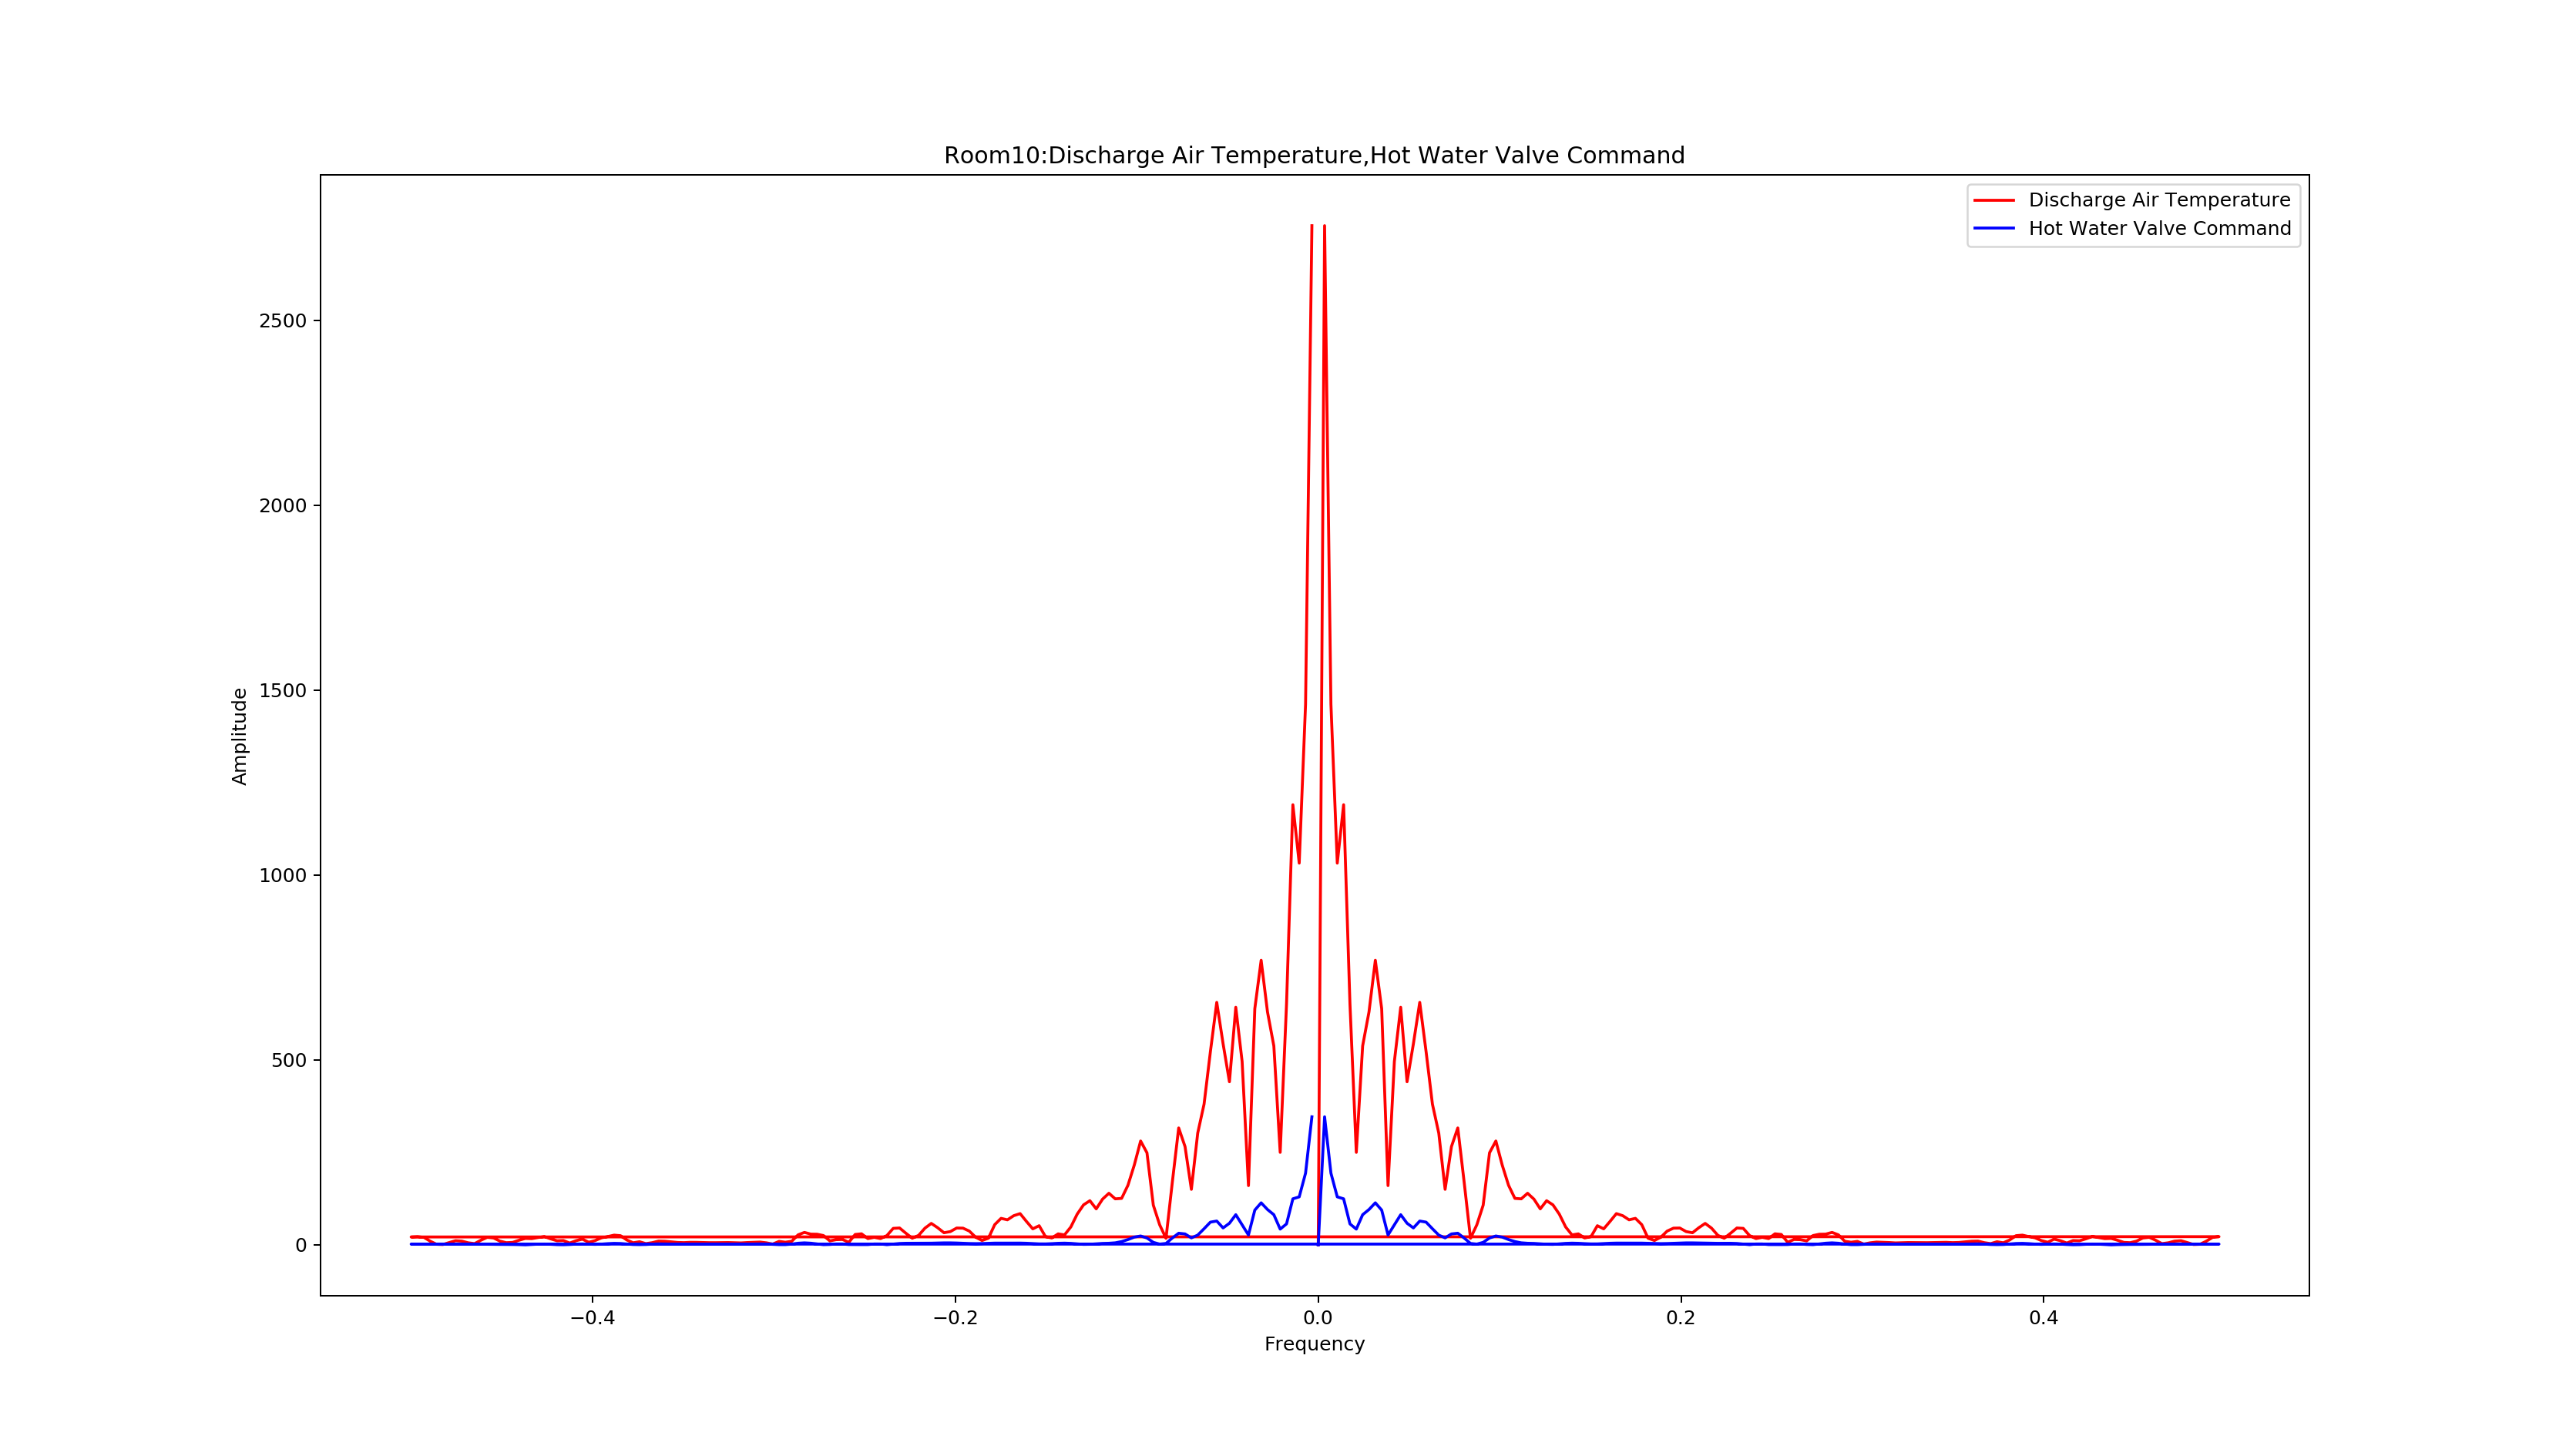 Room10:Discharge Air Temperature,Hot Water Valve Command
Discharge Air Temperature
Hot Water Valve Command
2500
2000
1500
1000
500
0
Amplitude
−0.4
−0.2
0.0
0.2
0.4
Frequency